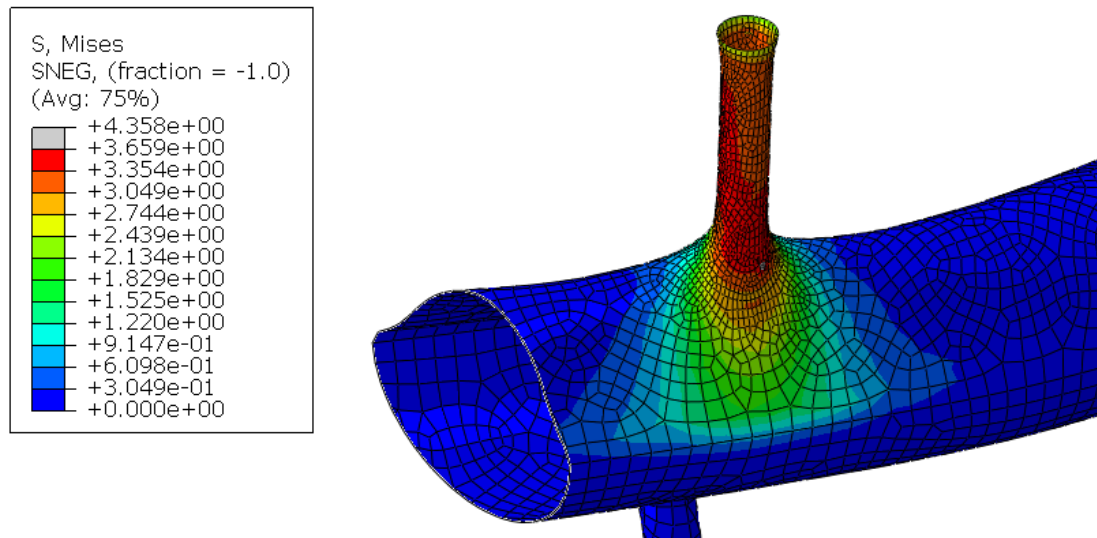 S, Mises
SNEG, (fraction = -1.0)
(Avg: 75%)
+4.358e+00
+3.659e+00
+3.354e+00
+3.049e+00
+2.744e+00
+2.439e+00
+2.134e+00
+1.829e+00
+1.525e+00
+1.220e+00
+9.147e-01
+6.098e-01
+3.049e-01
+0.000e+00